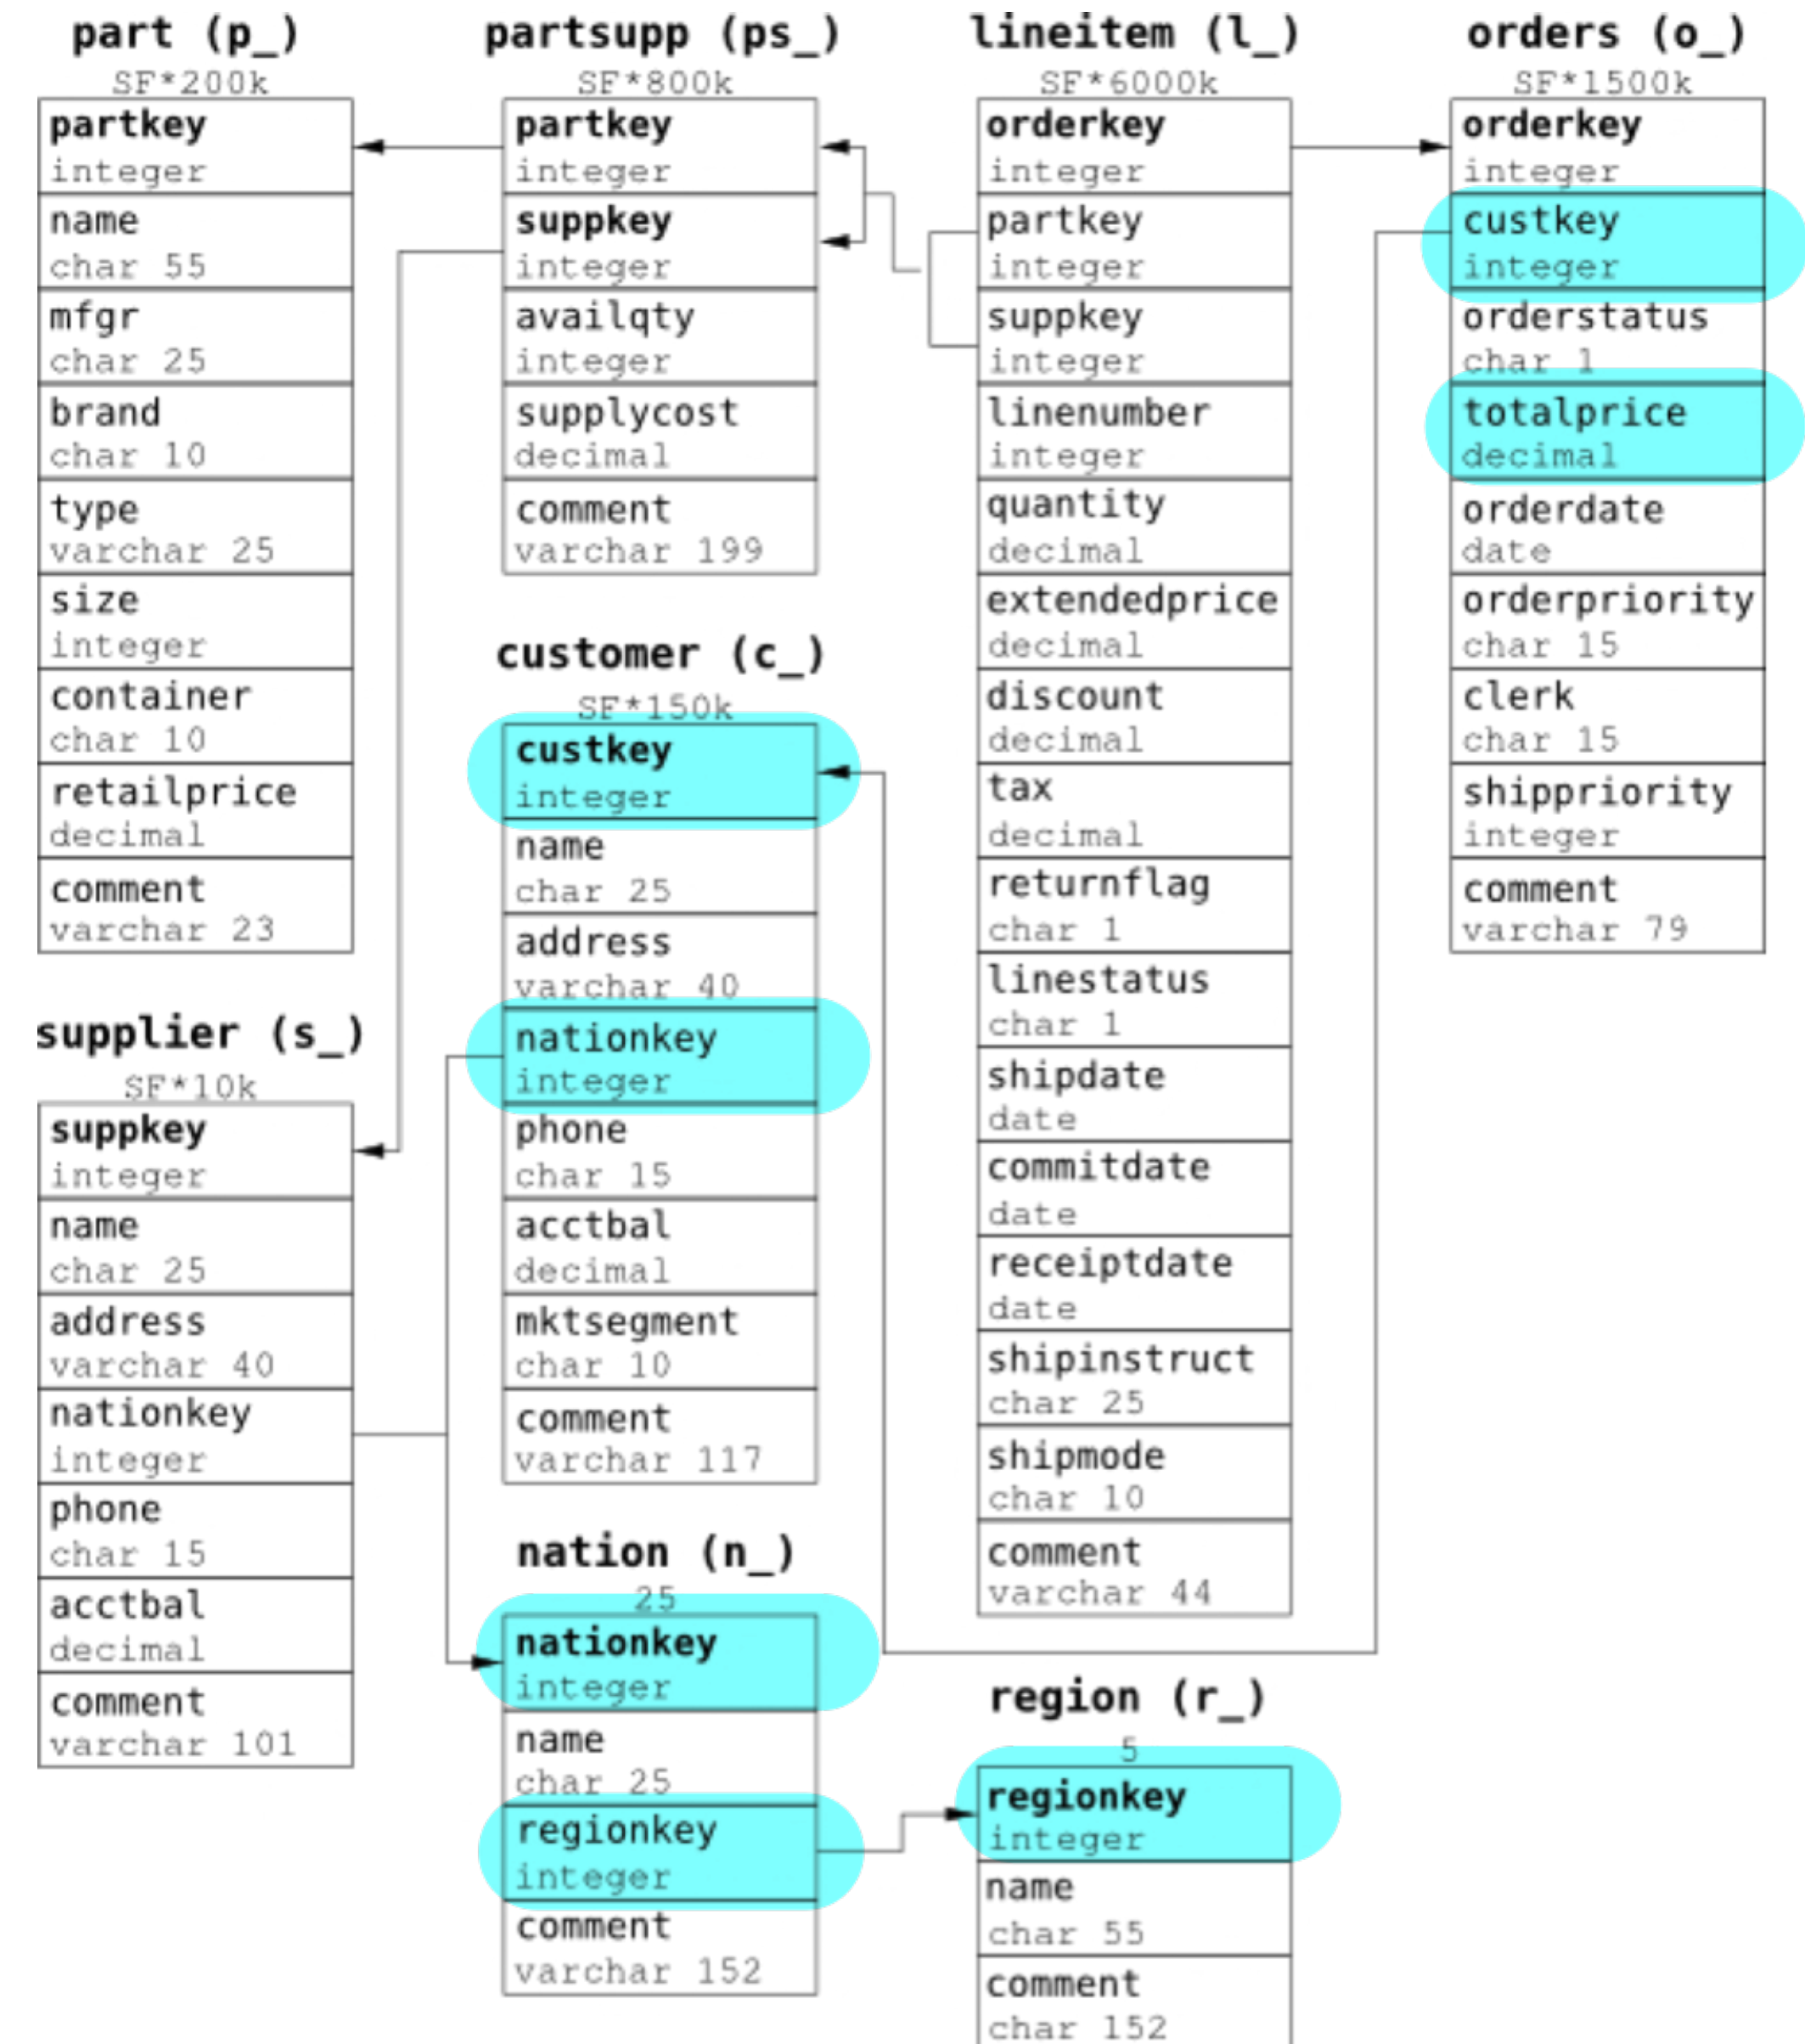 part (p_)
SF*200k
partkey
integer
name
char 55
mfgr
char 25
brand
char 10
type
varchar 25
size
integer
container
char 10
retailprice
decimal
comment
varchar 23
supplier (s_)
SF*10k
suppkey
integer
name
char 25
address
varchar 40
nationkey
integer
phone
char 15
acctbal
decimal
comment
varchar 101
partsupp (ps_)
SF*800k
partkey
integer
suppkey
integer
availqty
integer
supplycost
decimal
comment
varchar 199
customer (c_)
SF*150k
custkey
integer
name
char 25
address
varchar 40
nationkey
integer
phone
char 15
acctbal
decimal
mktsegment
char 10
comment
varchar 117
nation (n_)
25
nationkey
integer
name
char 25
regionkey
integer
comment
varchar 152
lineitem (l_)
SF*6000k
orderkey
integer
partkey
integer
suppkey
integer
linenumber
integer
quantity
decimal
extendedprice
decimal
discount
decimal
tax
decimal
returnflag
char 1
linestatus
char 1
shipdate
date
commitdate
date
receiptdate
date
shipinstruct
char 25
shipmode
char 10
comment
varchar 44
region (r_)
5
regionkey
integer
name
char 55
comment
char 152
orders (o_)
SF*1500k
orderkey
integer
custkey
integer
orderstatus
char 1
totalprice
decimal
orderdate
date
orderpriority
char 15
clerk
char 15
shippriority
integer
comment
varchar 79